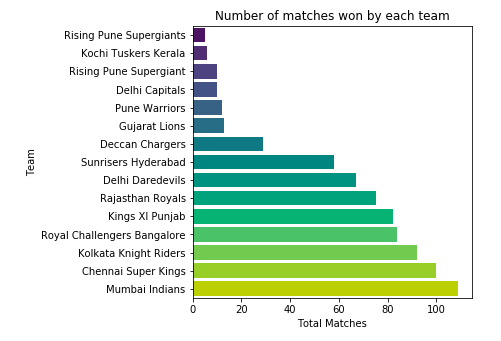 Number of matches won by each team
Rising Pune Supergiants
Kochi Tuskers Kerala
Rising Pune Supergiant
Delhi Capitals
Pune Warriors
Gujarat Lions
Deccan Chargers
Sunrisers Hyderabad
Delhi Daredevils
Rajasthan Royals
Kings XI Punjab
Royal Challengers Bangalore
Kolkata Knight Riders
Chennai Super Kings
Mumbai Indians
Team
0 20 40 60 80 100
Total Matches